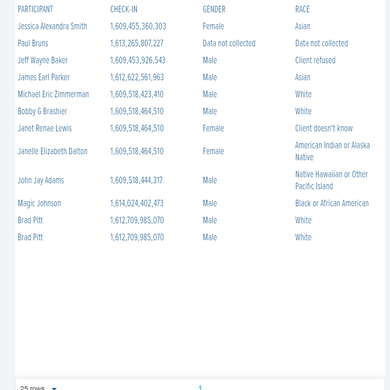 PARTICIPANT CHECK-IN GENDER RACE
Jessica Alexandra Smith 1,609,455,360,303 Female Asian
Paul Bruns 1,613,265,807,227 Data not collected Data not collected
Jeff Wayne Baker 1,609,453,926,543 Male Client refused
James Earl Parker 1,612,622,561,963 Male Asian
Michael Eric Zimmerman 1,609,518,423,410 Male White
Bobby G Brashier 1,609,518,464,510 Male White
Janet Renae Lewis 1,609,518,464,510 Female Client doesn't know
Janelle Elizabeth Dalton 1,609,518,464,510 Female American Indian or Alaska
Native
John Jay Adams 1,609,518,444,317 Male Native Hawaiian or Other
Pacific Island
Magic Johnson 1,614,024,402,473 Male Black or African American
Brad Pitt 1,612,709,985,070 Male White
Brad Pitt 1,612,709,985,070 Male White
25 rows 1